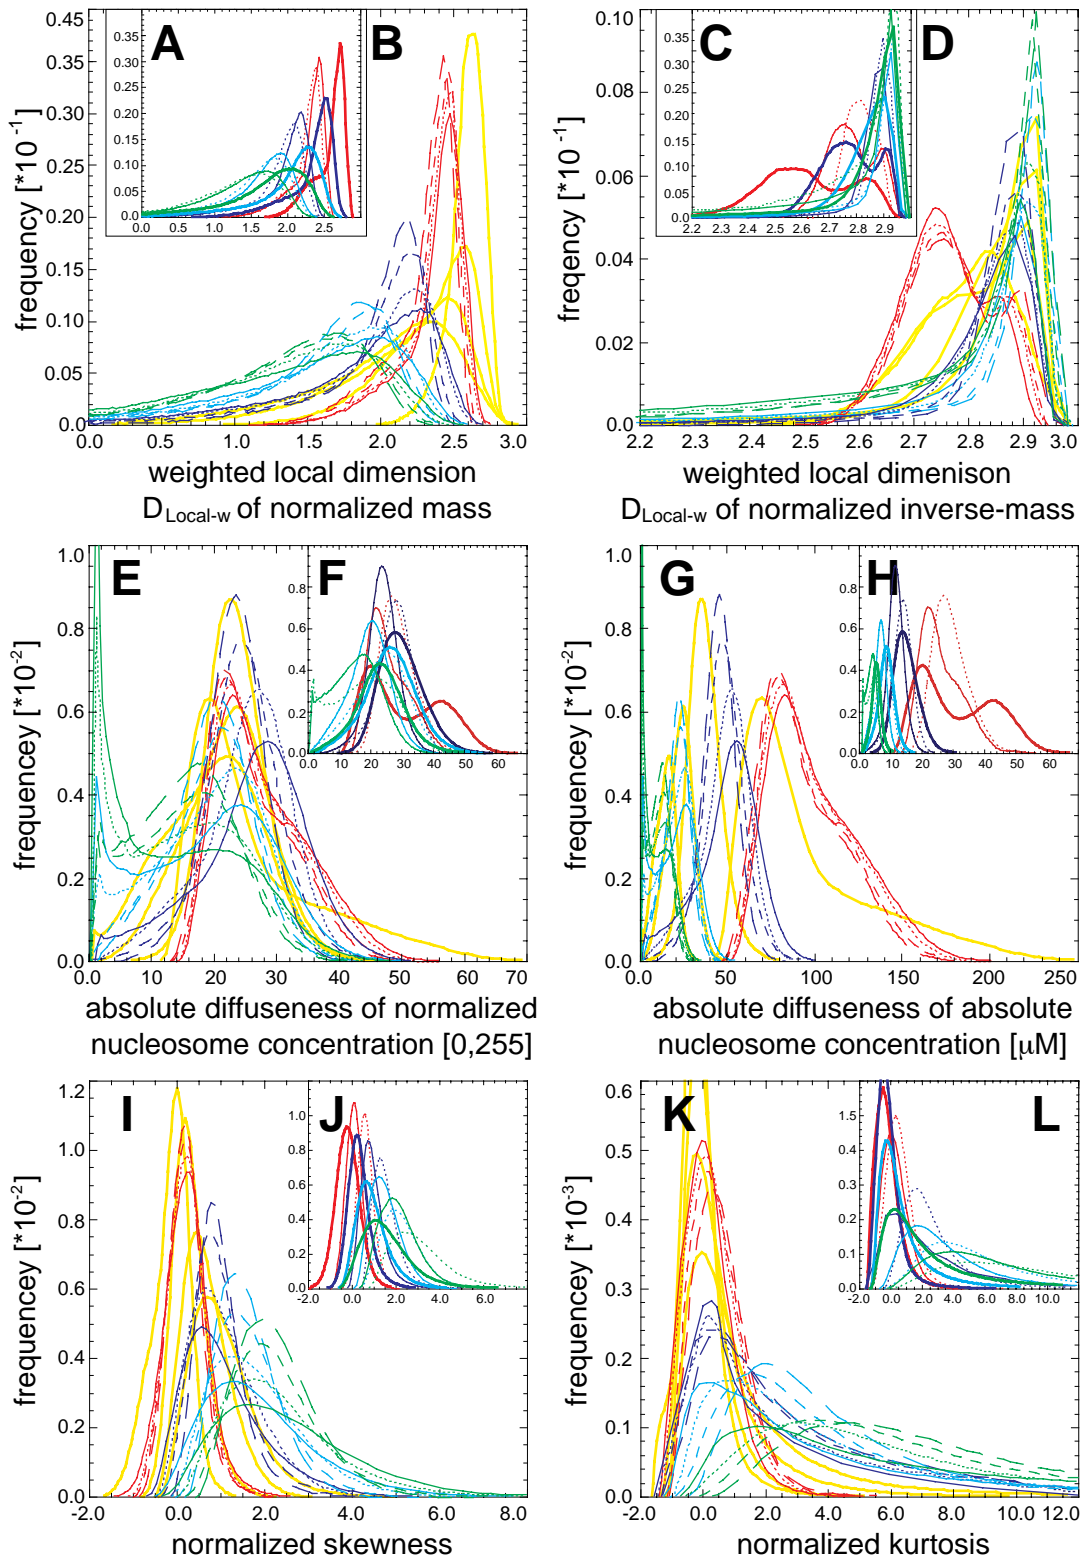 A B
frequency [*10⁻¹]
0.45
0.35
0.30
0.25
0.20
0.15
0.10
0.05
0.0
0.0 1.0 1.5 2.0 2.5 3.0
0.35
0.30
0.25
0.20
0.15
0.10
0.05
0.0
0.0 0.5 1.0 1.5 2.0 2.5
weighted local dimension
D_Local-w of normalized mass
C D
freqency [*10⁻¹]
0.10
0.08
0.06
0.04
0.02
0.0
2.2 2.4 2.5 2.6 2.7 2.8 2.9 3.0
0.35
0.30
0.25
0.20
0.15
0.10
0.05
0.0
2.2 2.3 2.4 2.5 2.6 2.7 2.8 2.9
weighted local dimenison
D_Local-w of normalized inverse-mass
E F
frequencey [*10⁻²]
1.0
0.8
0.6
0.4
0.2
0.0
0 10 20 30 40 50 60 70
0.8
0.6
0.4
0.2
0.0
0 10 20 30 40 50 60
absolute diffuseness of normalized
nucleosome concentration [0,255]
G H
frequencey [*10⁻²]
1.0
0.8
0.6
0.4
0.2
0.0
0 50 100 150 200 250
0.8
0.6
0.4
0.2
0.0
0.0 10 20 30 40 50 60
absolute diffuseness of absolute
nucleosome concentration [µM]
I J
frequencey [*10⁻²]
1.2
1.0
0.8
0.6
0.4
0.2
0.0
-2.0 0.0 2.0 4.0 6.0 8.0
1.0
0.8
0.6
0.4
0.2
0.0
-2.0 0.0 2.0 4.0 6.0
normalized skewness
K L
frequencey [*10⁻³]
0.6
0.5
0.4
0.3
0.2
0.1
0.0
-2.0 0.0 2.0 4.0 8.0 10.0 12.0
1.5
0.3
0.2
0.1
0.0
-2.0 0.0 2.0 4.0 6.0 8.0 10.0
normalized kurtosis